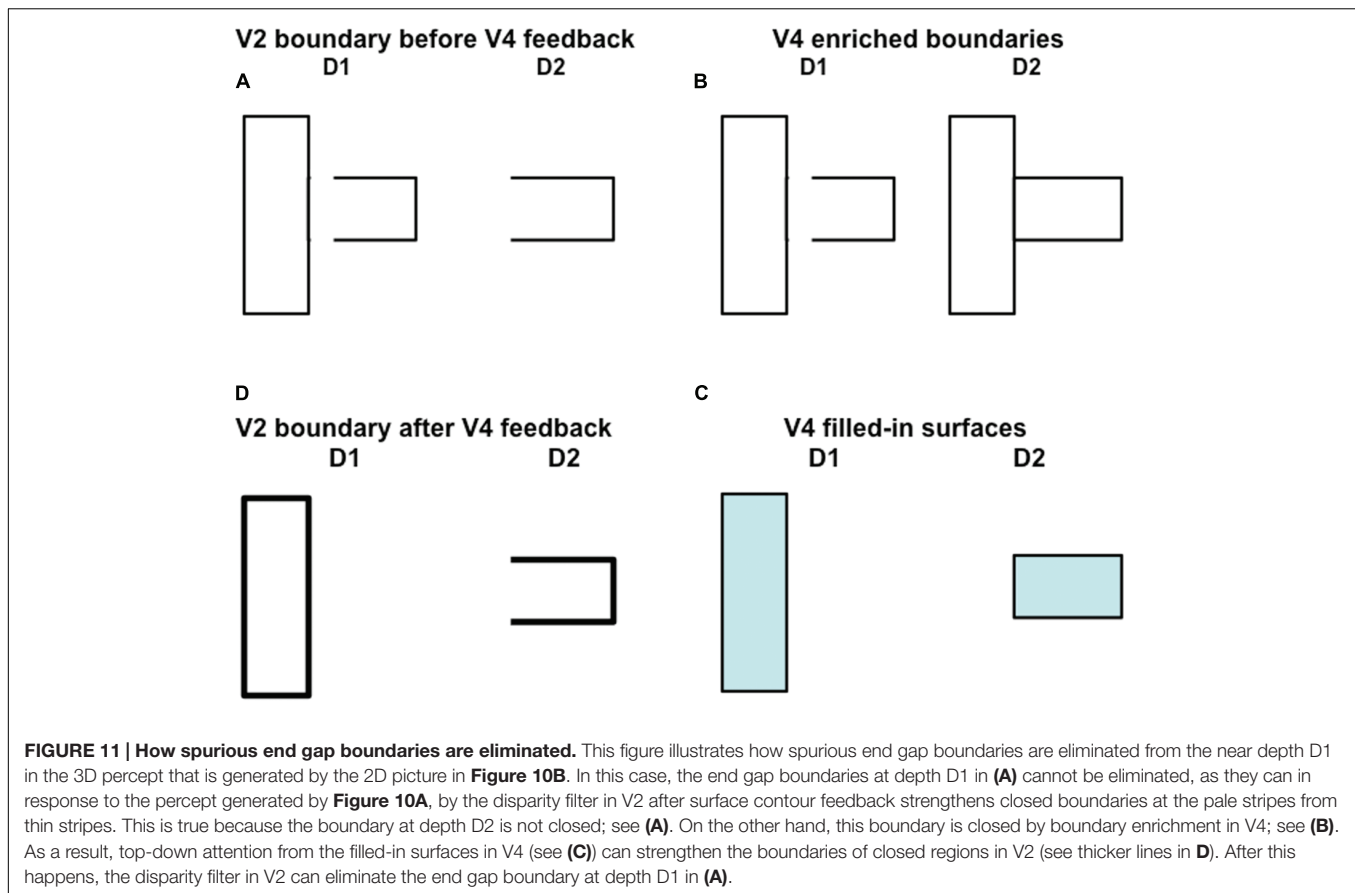 V2 boundary before V4 feedback
D1 D2
A
V4 enriched boundaries
D1 D2
B
D
V2 boundary after V4 feedback
D1 D2
C
V4 filled-in surfaces
D1 D2
FIGURE 11 | How spurious end gap boundaries are eliminated. This figure illustrates how spurious end gap boundaries are eliminated from the near depth D1
in the 3D percept that is generated by the 2D picture in Figure 10B. In this case, the end gap boundaries at depth D1 in (A) cannot be eliminated, as they can in
response to the percept generated by Figure 10A, by the disparity filter in V2 after surface contour feedback strengthens closed boundaries at the pale stripes from
thin stripes. This is true because the boundary at depth D2 is not closed; see (A). On the other hand, this boundary is closed by boundary enrichment in V4; see (B).
As a result, top-down attention from the filled-in surfaces in V4 (see (C)) can strengthen the boundaries of closed regions in V2 (see thicker lines in D). After this
happens, the disparity filter in V2 can eliminate the end gap boundary at depth D1 in (A).